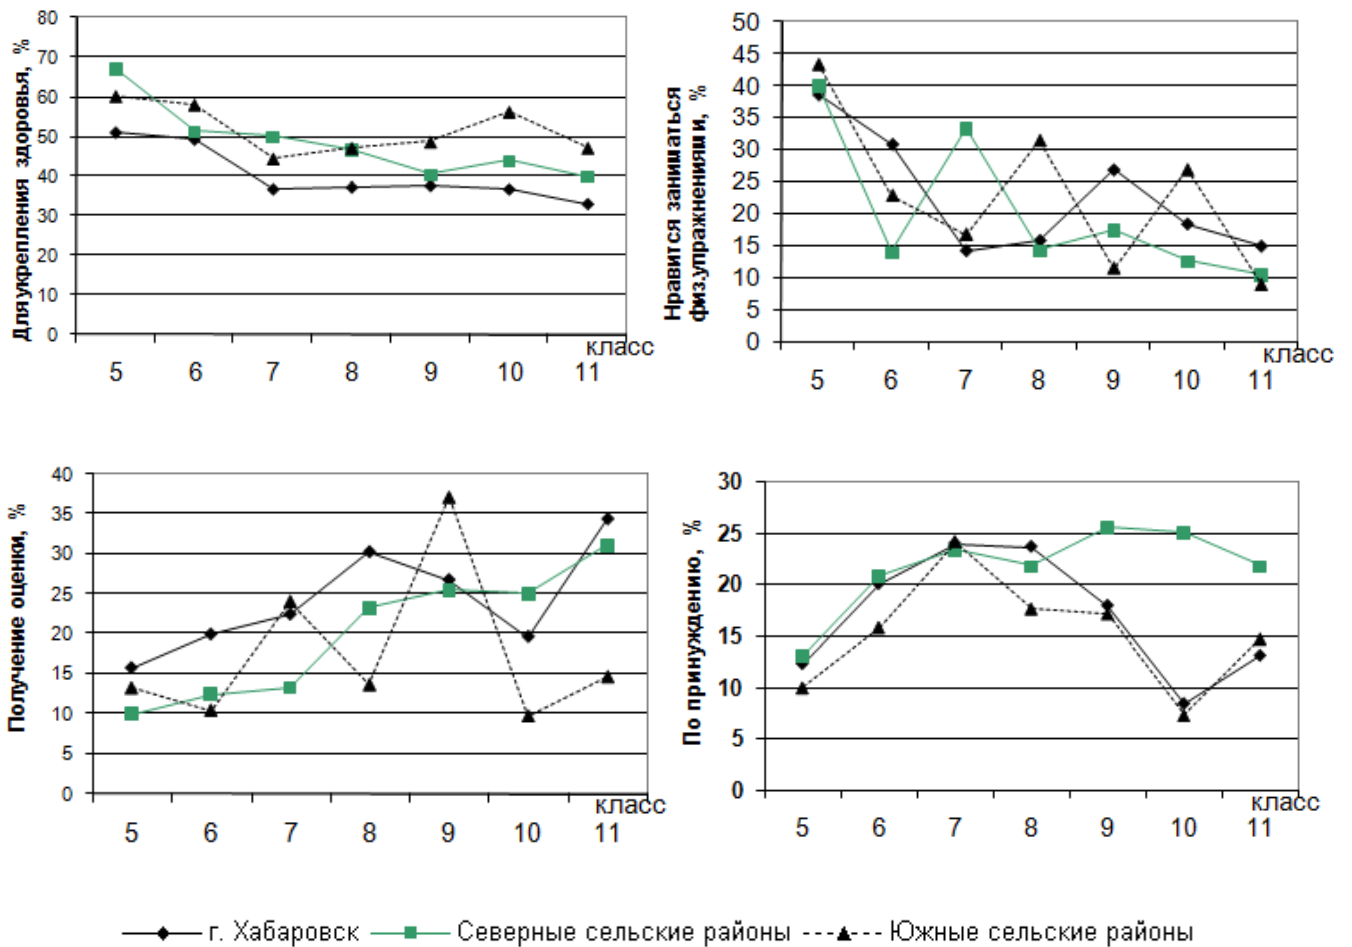 Для укрепления здоровья, %
80
70
60
50
40
30
20
10
0
5 6 7 8 9 10 11
класс
Нравится заниматься
физ.упражнениями, %
50
45
40
35
30
25
20
15
10
5
0
5 6 7 8 9 10 11
класс
Получение оценки, %
40
35
30
25
20
15
10
5
0
5 6 7 8 9 10 11
класс
По принуждению, %
30
25
20
15
10
5
0
5 6 7 8 9 10 11
класс
г. Хабаровск Северные сельские районы Южные сельские районы